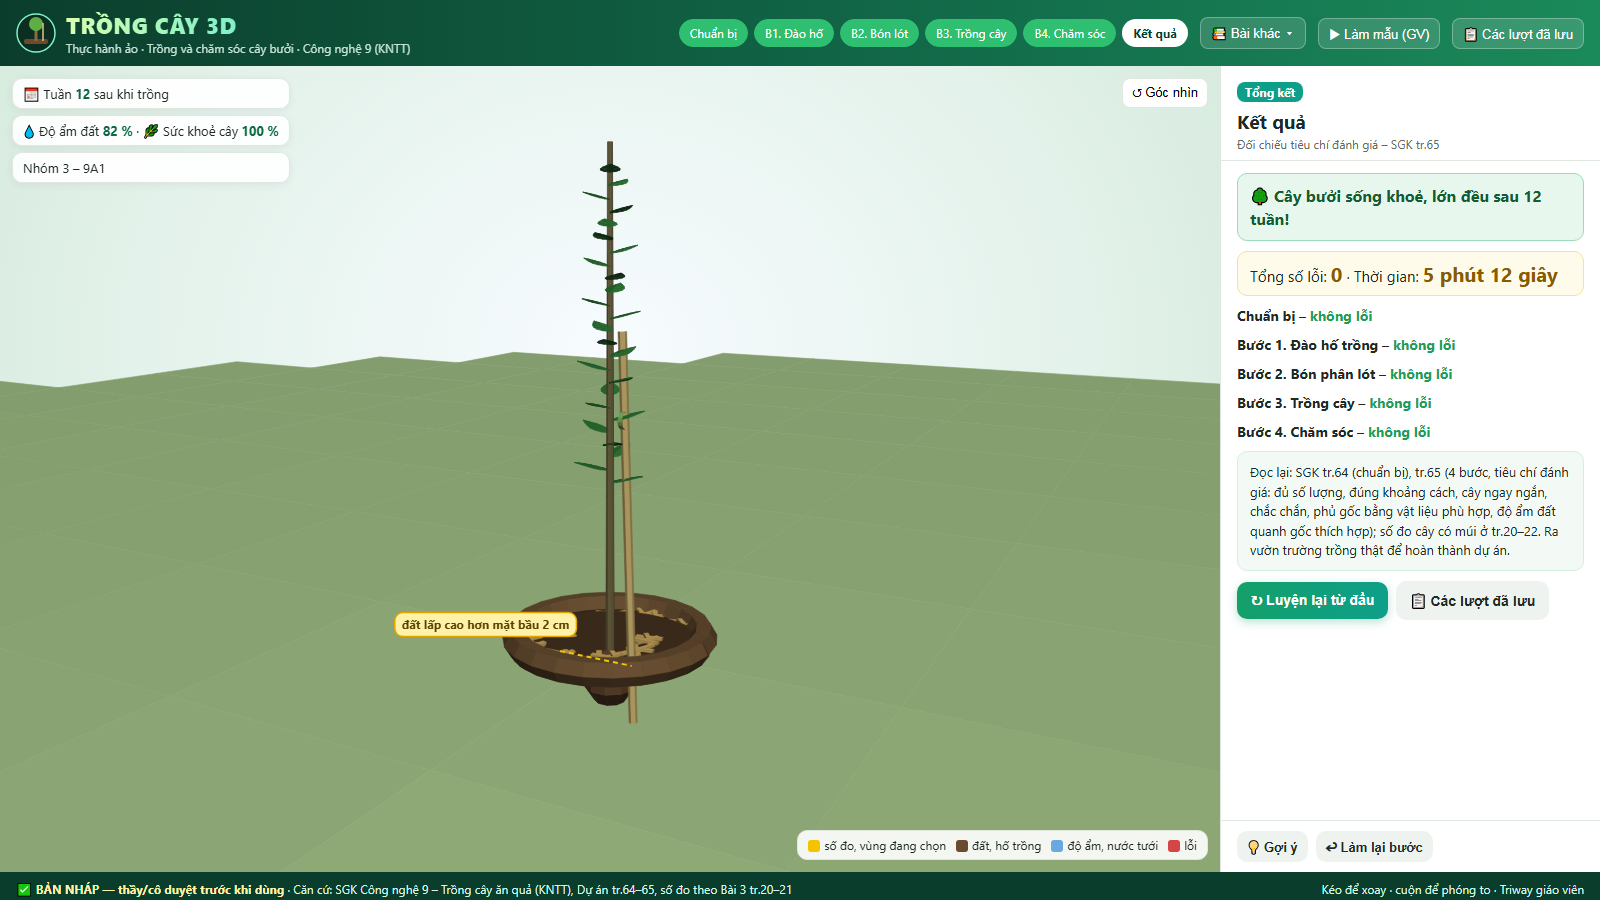 TRỒNG CÂY 3D
Thực hành ảo · Trồng và chăm sóc cây bưởi · Công nghệ 9 (KNTT)
Chuẩn bị
B1. Đào hố
B2. Bón lót
B3. Trồng cây
B4. Chăm sóc
Kết quả
Bài khác
Làm mẫu (GV)
Các lượt đã lưu
Tuần 12 sau khi trồng
Độ ẩm đất 82 % · Sức khoẻ cây 100 %
Nhóm 3 – 9A1
↺ Góc nhìn
đất lấp cao hơn mặt bầu 2 cm
số đo, vùng đang chọn
đất, hố trồng
độ ẩm, nước tưới
lỗi
Tổng kết
Kết quả
Đối chiếu tiêu chí đánh giá – SGK tr.65
Cây bưởi sống khoẻ, lớn đều sau 12
tuần!
Tổng số lỗi: 0 · Thời gian: 5 phút 12 giây
Chuẩn bị – không lỗi
Bước 1. Đào hố trồng – không lỗi
Bước 2. Bón phân lót – không lỗi
Bước 3. Trồng cây – không lỗi
Bước 4. Chăm sóc – không lỗi
Đọc lại: SGK tr.64 (chuẩn bị), tr.65 (4 bước, tiêu chí đánh
giá: đủ số lượng, đúng khoảng cách, cây ngay ngắn,
chắc chắn, phủ gốc bằng vật liệu phù hợp, độ ẩm đất
quanh gốc thích hợp); số đo cây có múi ở tr.20–22. Ra
vườn trường trồng thật để hoàn thành dự án.
↻ Luyện lại từ đầu
Các lượt đã lưu
Gợi ý
↩ Làm lại bước
BẢN NHÁP — thầy/cô duyệt trước khi dùng · Căn cứ: SGK Công nghệ 9 – Trồng cây ăn quả (KNTT), Dự án tr.64–65, số đo theo Bài 3 tr.20–21
Kéo để xoay · cuộn để phóng to · Triway giáo viên